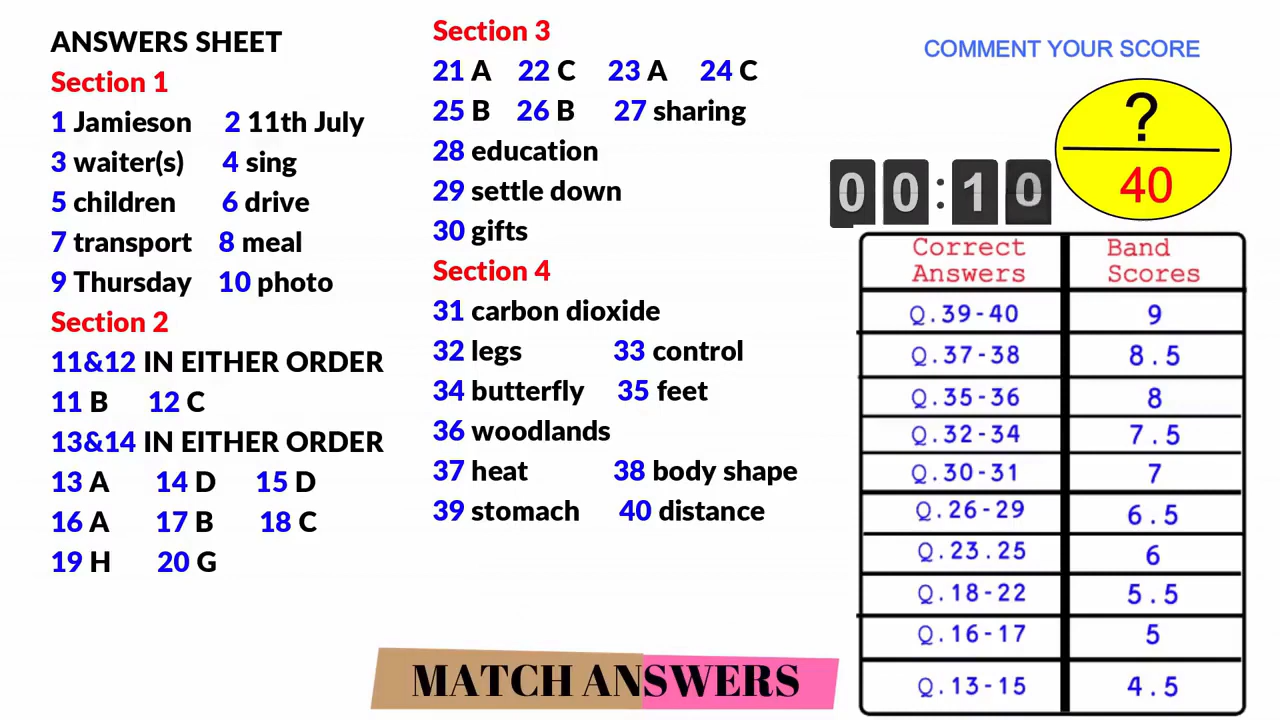 ANSWERS SHEET
Section 1
1 Jamieson 2 11th July
3 waiter(s) 4 sing
5 children 6 drive
7 transport 8 meal
9 Thursday 10 photo
Section 2
11&12 IN EITHER ORDER
11 B 12 C
13&14 IN EITHER ORDER
13 A 14 D 15 D
16 A 17 B 18 C
19 H 20 G
Section 3
21 A 22 C 23 A 24 C
25 B 26 B 27 sharing
28 education
29 settle down
30 gifts
Section 4
31 carbon dioxide
32 legs 33 control
34 butterfly 35 feet
36 woodlands
37 heat 38 body shape
39 stomach 40 distance
COMMENT YOUR SCORE
?
40
00:10
Correct Answers Band Scores
Q.39-40 9
Q.37-38 8.5
Q.35-36 8
Q.32-34 7.5
Q.30-31 7
Q.26-29 6.5
Q.23.25 6
Q.18-22 5.5
Q.16-17 5
Q.13-15 4.5
MATCH ANSWERS